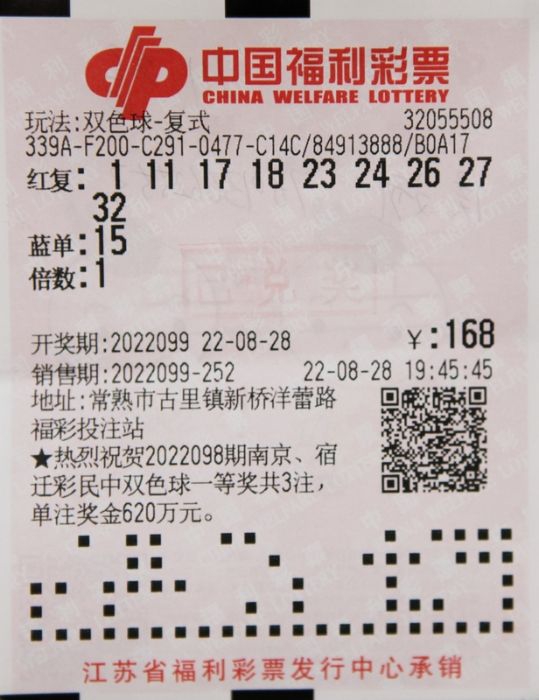 中国福利彩票
CHINA WELFARE LOTTERY
玩法:双色球-复式 32055508
339A-F200-C291-0477-C14C/84913888/B0A17
红复: 1 11 17 18 23 24 26 27
32
蓝单:15
倍数:1
已兑奖
开奖期:2022099 22-08-28 ¥:168
销售期:2022099-252 22-08-28 19:45:45
地址:常熟市古里镇新桥洋蕾路
福彩投注站
★热烈祝贺2022098期南京、宿
迁彩民中双色球一等奖共3注,
单注奖金620万元。
江苏省福利彩票发行中心承销